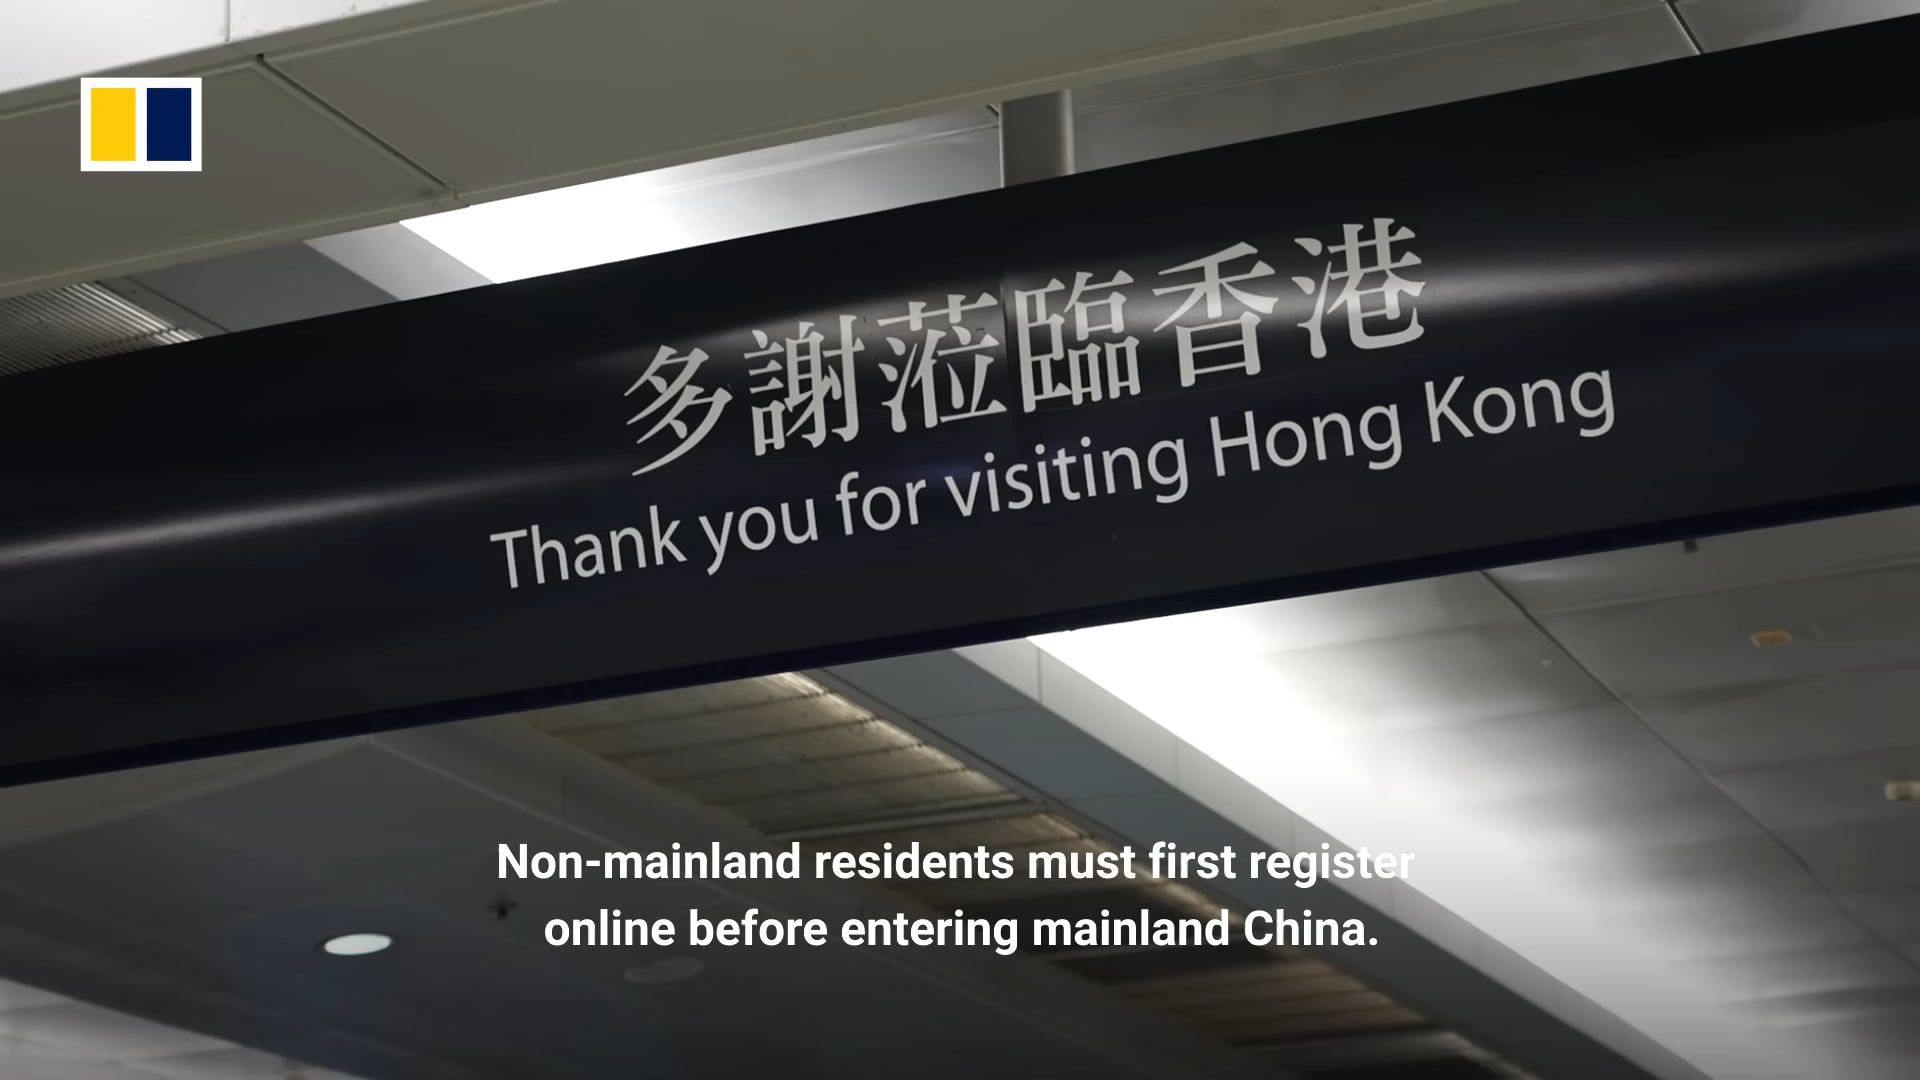 多謝蒞臨香港
Thank you for visiting Hong Kong
Non-mainland residents must first register
online before entering mainland China.